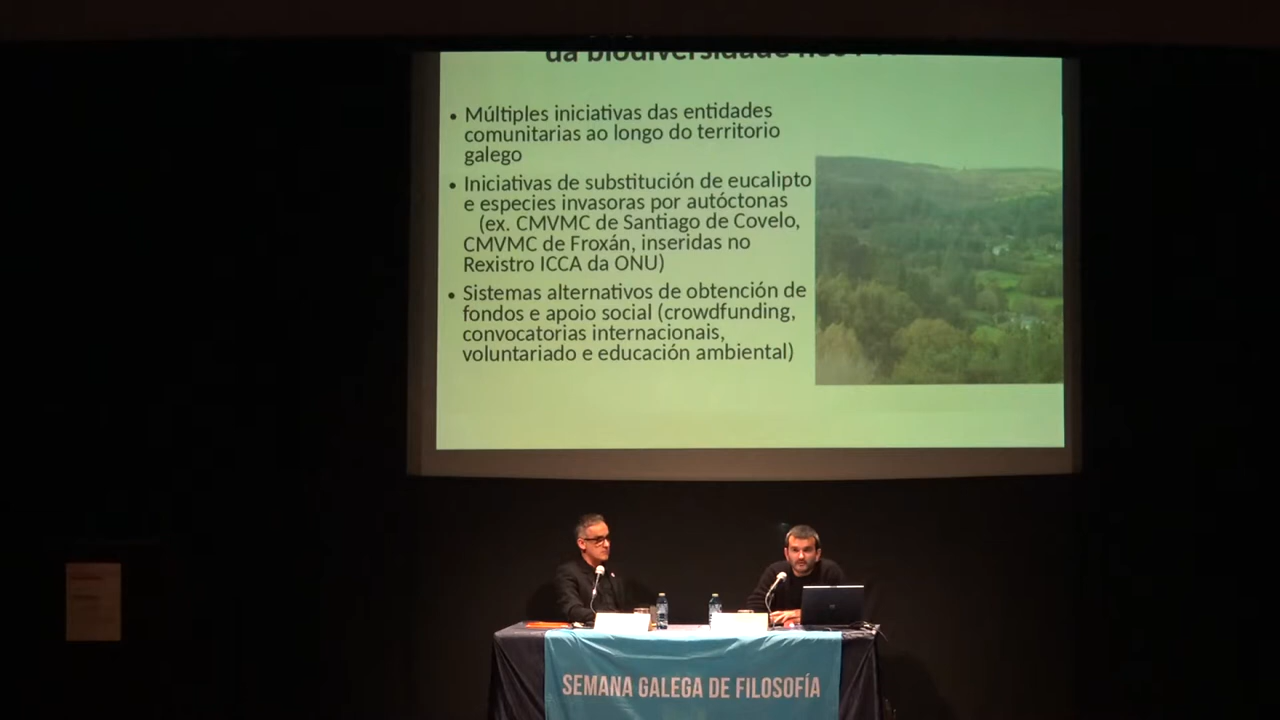 da biodiversidade nos
• Múltiples iniciativas das entidades
comunitarias ao longo do territorio
galego
• Iniciativas de substitución de eucalipto
e especies invasoras por autóctonas
(ex. CMVMC de Santiago de Covelo,
CMVMC de Froxán, inseridas no
Rexistro ICCA da ONU)
• Sistemas alternativos de obtención de
fondos e apoio social (crowdfunding,
convocatorias internacionais,
voluntariado e educación ambiental)
SEMANA GALEGA DE FILOSOFÍA